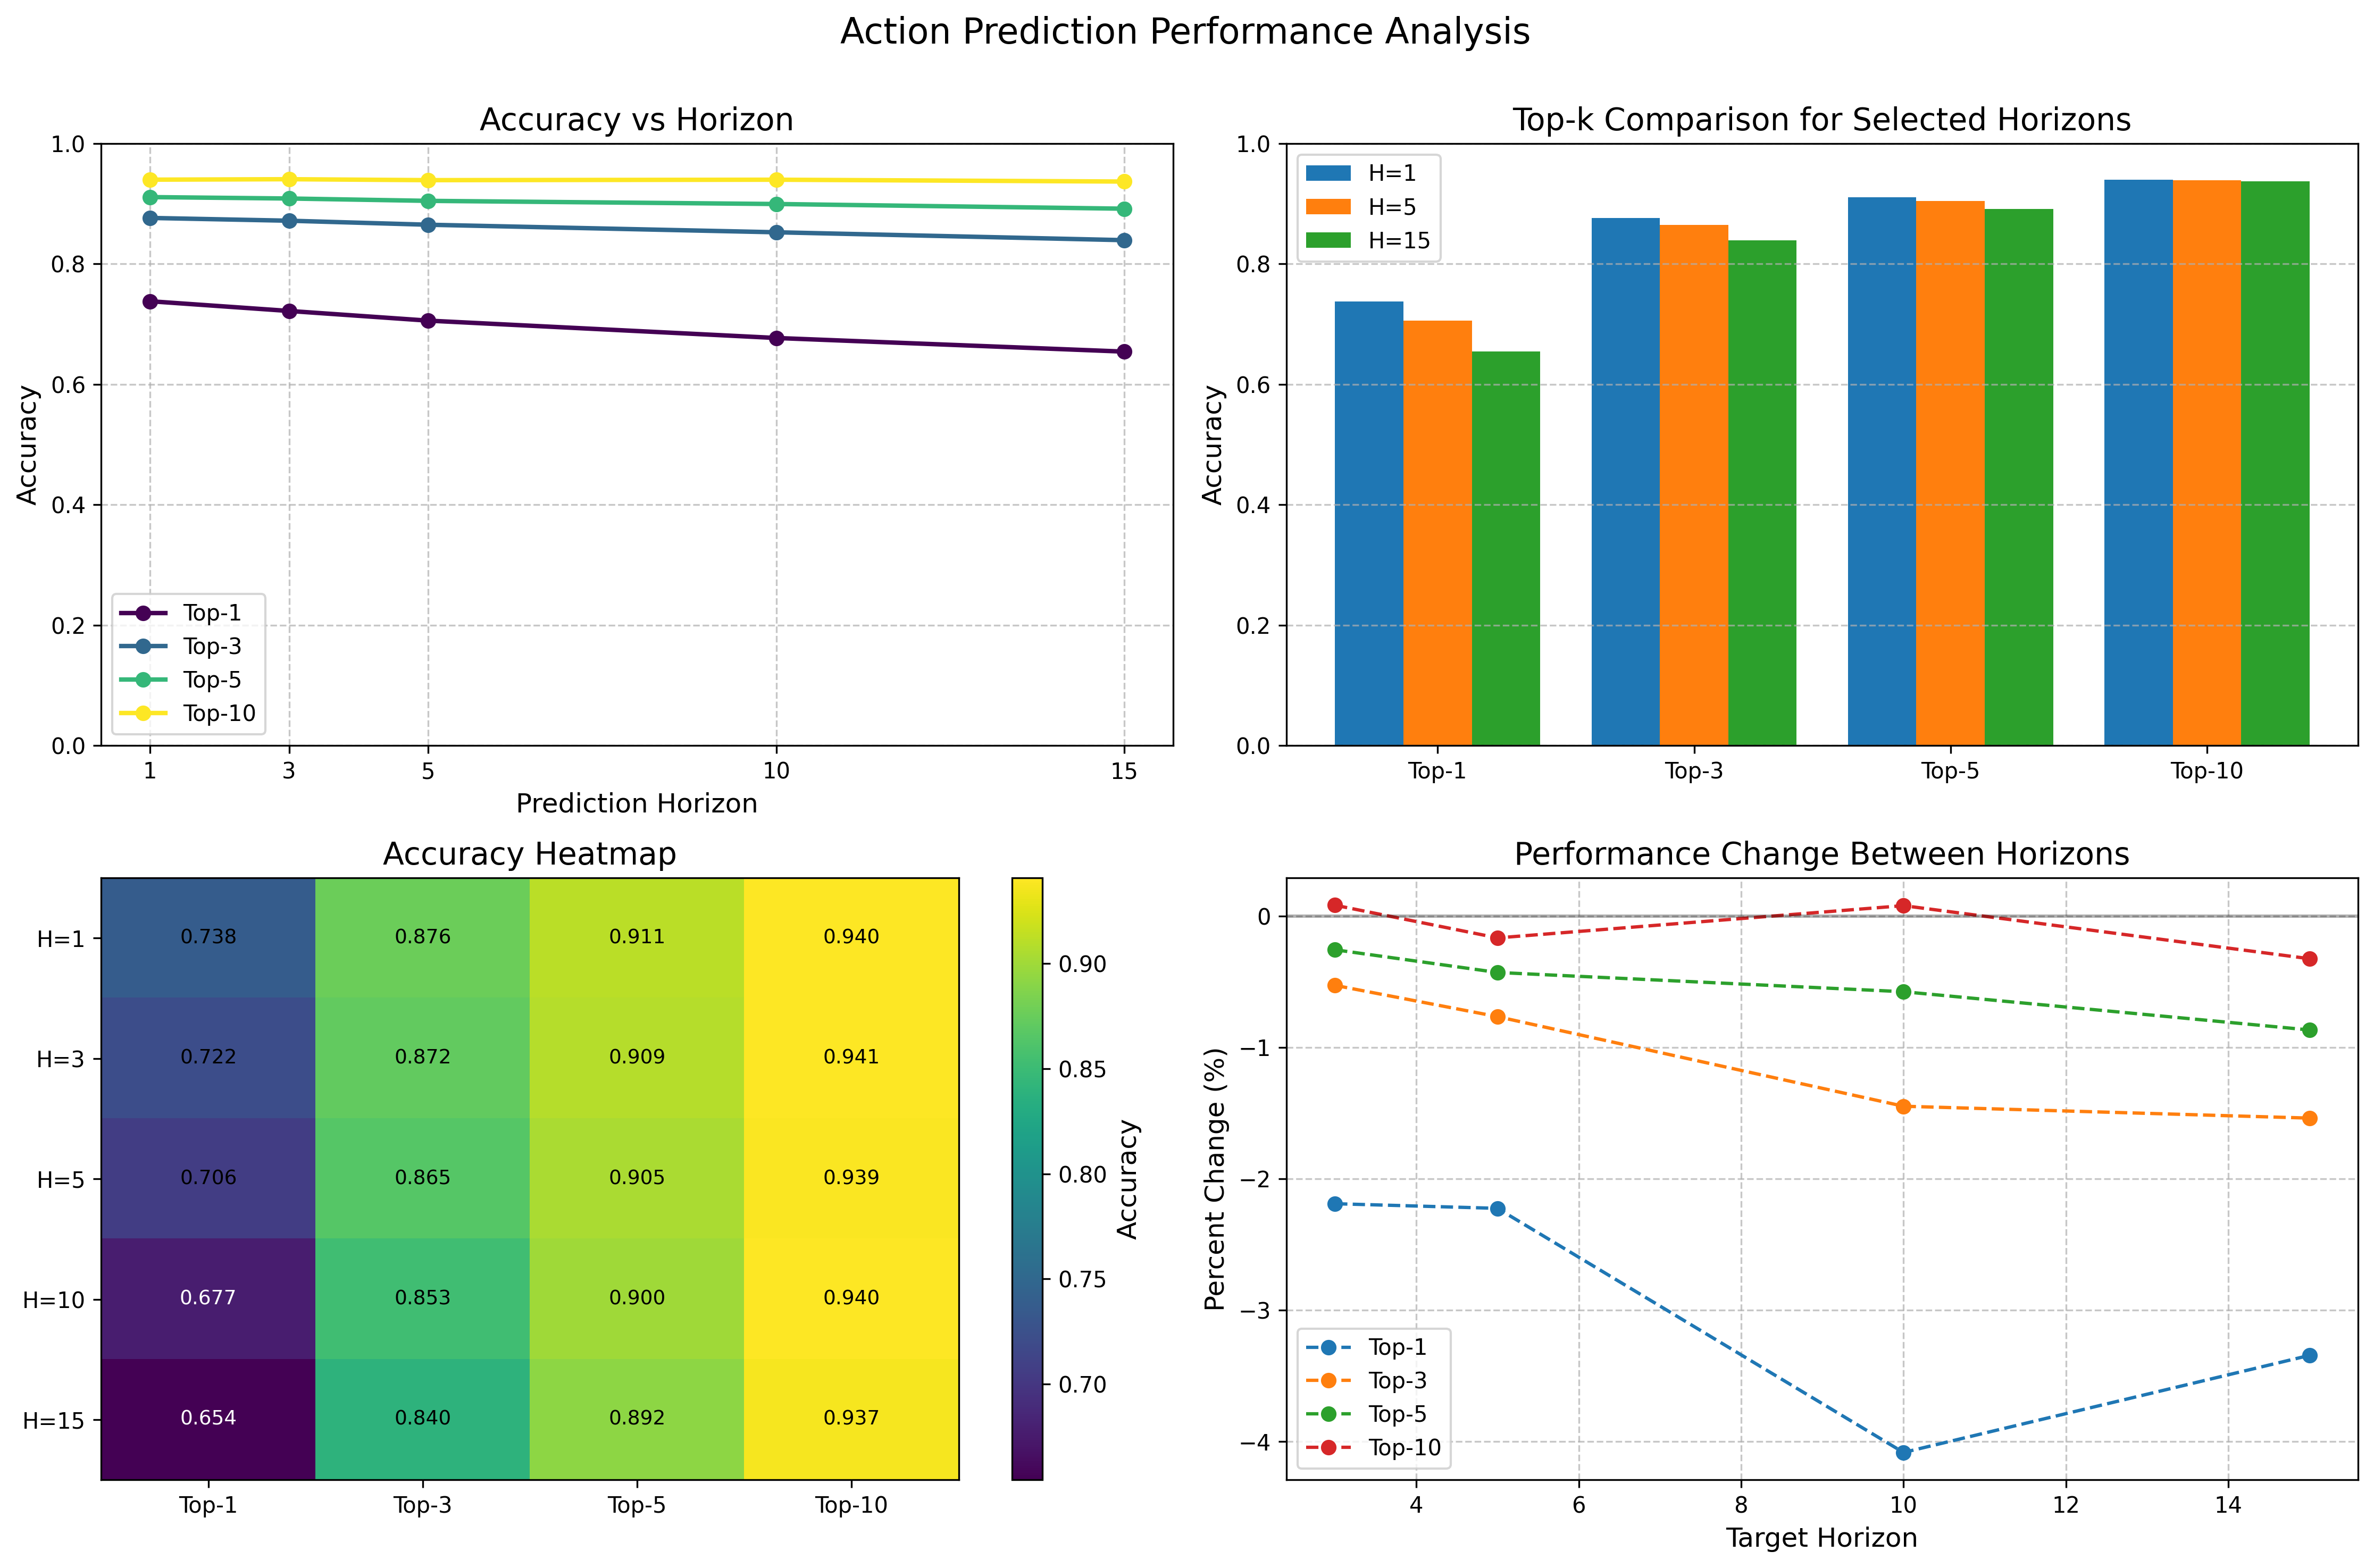 Action Prediction Performance Analysis
Accuracy vs Horizon
1.0
0.8
0.6
0.4
0.2
0.0
Accuracy
Top-1
Top-3
Top-5
Top-10
1 3 5 10 15
Prediction Horizon
Top-k Comparison for Selected Horizons
1.0
0.8
0.6
0.4
0.2
0.0
Accuracy
H=1
H=5
H=15
Top-1 Top-3 Top-5 Top-10
Accuracy Heatmap
H=1 0.738 0.876 0.911 0.940
H=3 0.722 0.872 0.909 0.941
H=5 0.706 0.865 0.905 0.939
H=10 0.677 0.853 0.900 0.940
H=15 0.654 0.840 0.892 0.937
Top-1 Top-3 Top-5 Top-10
0.90
0.85
0.80
0.75
0.70
Accuracy
Performance Change Between Horizons
0
−1
−2
−3
−4
Percent Change (%)
Top-1
Top-3
Top-5
Top-10
4 6 8 10 12 14
Target Horizon